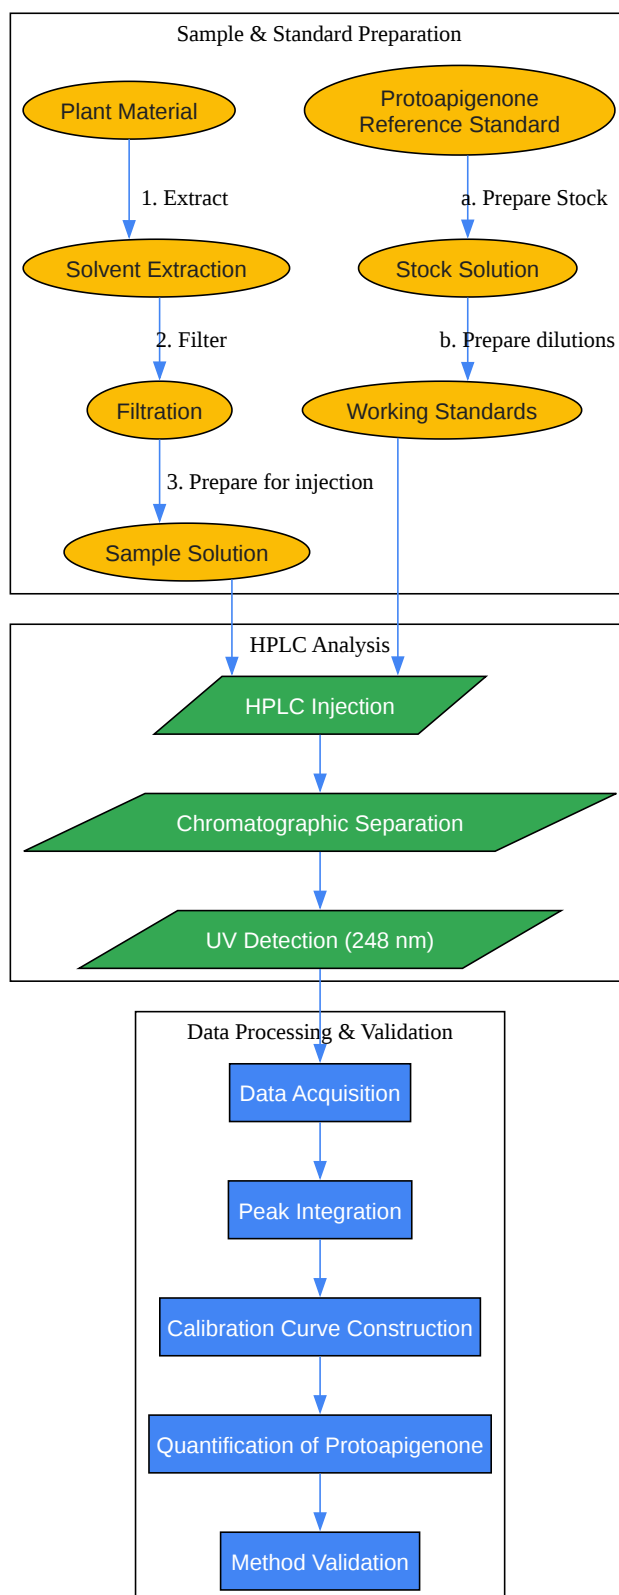 Sample & Standard Preparation
Plant Material
Protoapigenone
Reference Standard
1. Extract
a. Prepare Stock
Solvent Extraction
Stock Solution
2. Filter
b. Prepare dilutions
Filtration
Working Standards
3. Prepare for injection
Sample Solution
HPLC Analysis
HPLC Injection
Chromatographic Separation
UV Detection (248 nm)
Data Processing & Validation
Data Acquisition
Peak Integration
Calibration Curve Construction
Quantification of Protoapigenone
Method Validation